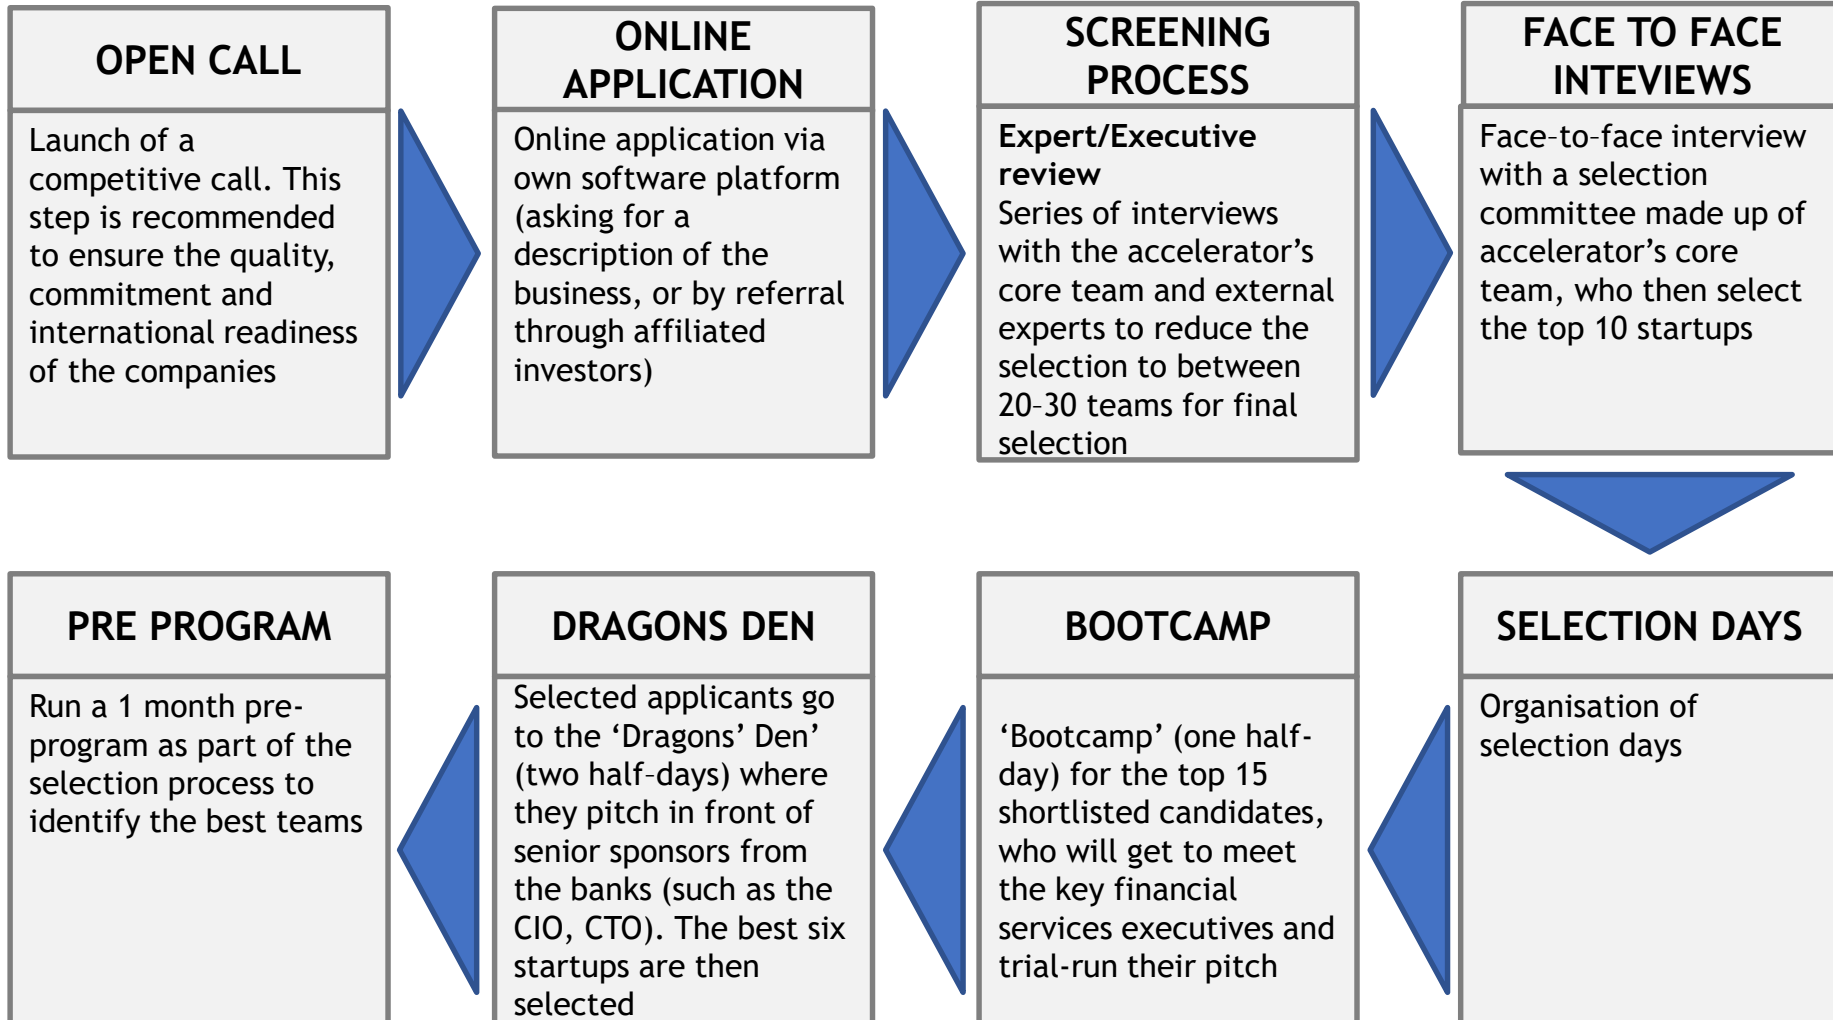 OPEN CALL
Launch of a
competitive call. This
step is recommended
to ensure the quality,
commitment and
international readiness
of the companies
ONLINE
APPLICATION
Online application via
own software platform
(asking for a
description of the
business, or by referral
through affiliated
investors)
SCREENING
PROCESS
Expert/Executive
review
Series of interviews
with the accelerator’s
core team and external
experts to reduce the
selection to between
20–30 teams for final
selection
FACE TO FACE
INTEVIEWS
Face–to–face interview
with a selection
committee made up of
accelerator’s core
team, who then select
the top 10 startups
SELECTION DAYS
Organisation of
selection days
BOOTCAMP
‘Bootcamp’ (one half-
day) for the top 15
shortlisted candidates,
who will get to meet
the key financial
services executives and
trial-run their pitch
DRAGONS DEN
Selected applicants go
to the ‘Dragons’ Den’
(two half–days) where
they pitch in front of
senior sponsors from
the banks (such as the
CIO, CTO). The best six
startups are then
selected
PRE PROGRAM
Run a 1 month pre-
program as part of the
selection process to
identify the best teams